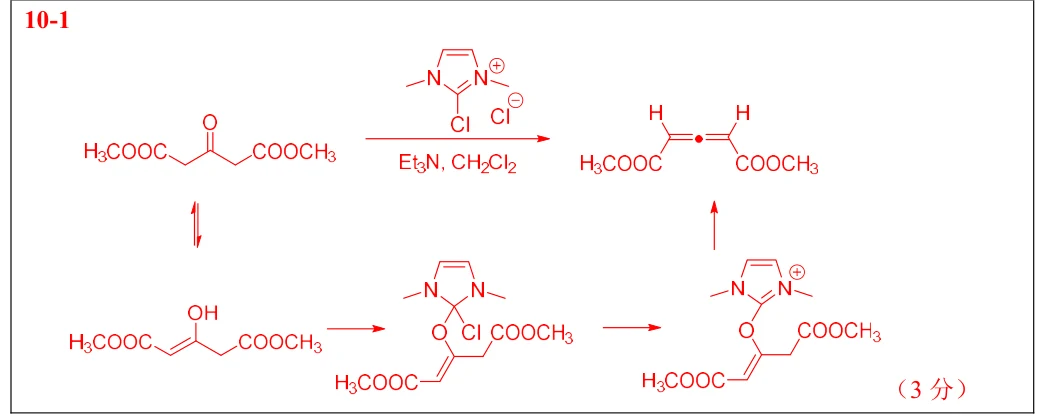 10-1
N N ⊕
Cl Cl⊖
O
H3COOC COOCH3
Et3N, CH2Cl2
H H
H3COOC COOCH3
OH
H3COOC COOCH3
N N
O Cl COOCH3
H3COOC
N N ⊕
O COOCH3
H3COOC
（3 分）